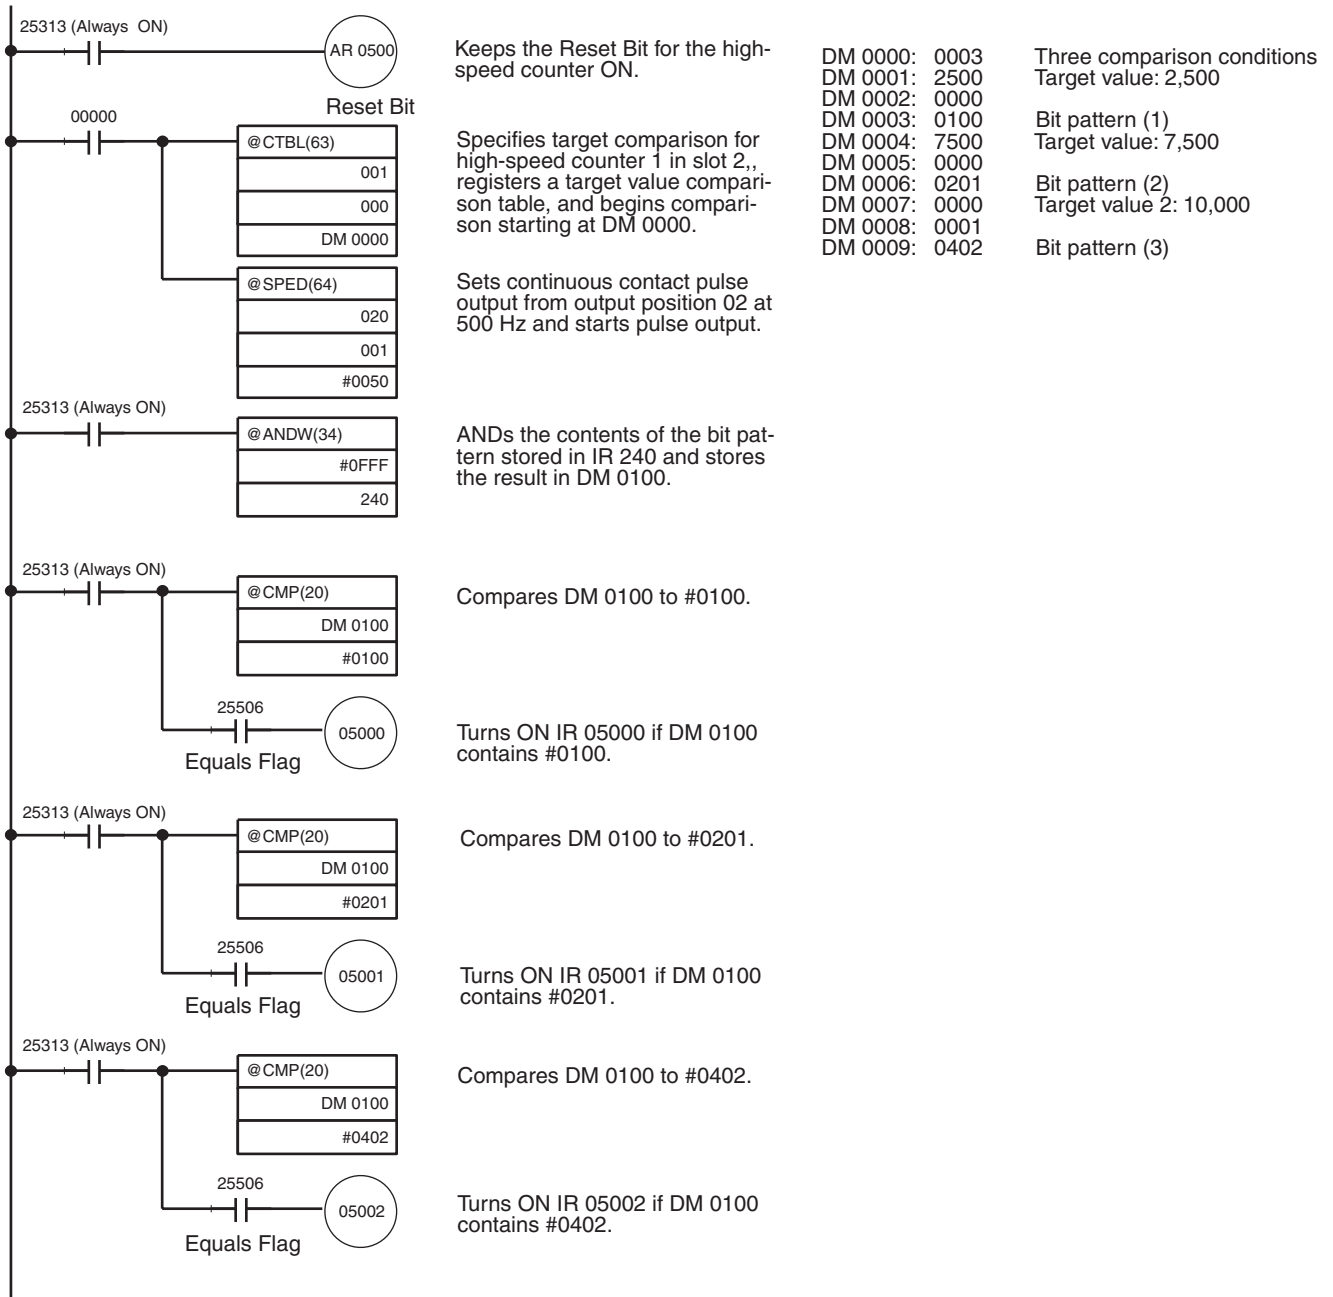 25313 (Always  ON)
AR 0500
Reset Bit
Keeps the Reset Bit for the high-
speed counter ON.
DM 0000: 0003 Three comparison conditions
DM 0001: 2500 Target value: 2,500
DM 0002: 0000
DM 0003: 0100 Bit pattern (1)
DM 0004: 7500 Target value: 7,500
DM 0005: 0000
DM 0006: 0201 Bit pattern (2)
DM 0007: 0000 Target value 2: 10,000
DM 0008: 0001
DM 0009: 0402 Bit pattern (3)
00000
@CTBL(63)
001
000
DM 0000
Specifies target comparison for
high-speed counter 1 in slot 2,,
registers a target value compari-
son table, and begins compari-
son starting at DM 0000.
@SPED(64)
020
001
#0050
Sets continuous contact pulse
output from output position 02 at
500 Hz and starts pulse output.
25313 (Always ON)
@ANDW(34)
#0FFF
240
ANDs the contents of the bit pat-
tern stored in IR 240 and stores
the result in DM 0100.
25313 (Always ON)
@CMP(20)
DM 0100
#0100
Compares DM 0100 to #0100.
25506
Equals Flag
05000
Turns ON IR 05000 if DM 0100
contains #0100.
25313 (Always ON)
@CMP(20)
DM 0100
#0201
Compares DM 0100 to #0201.
25506
Equals Flag
05001
Turns ON IR 05001 if DM 0100
contains #0201.
25313 (Always ON)
@CMP(20)
DM 0100
#0402
Compares DM 0100 to #0402.
25506
Equals Flag
05002
Turns ON IR 05002 if DM 0100
contains #0402.